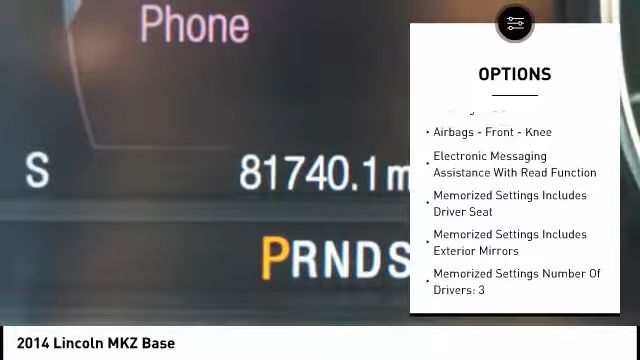 Phone
S
81740.1m
PRNDS
OPTIONS
Airbags - Front - Knee
Electronic Messaging
Assistance With Read Function
Memorized Settings Includes
Driver Seat
Memorized Settings Includes
Exterior Mirrors
Memorized Settings Number Of
Drivers: 3
2014 Lincoln MKZ Base